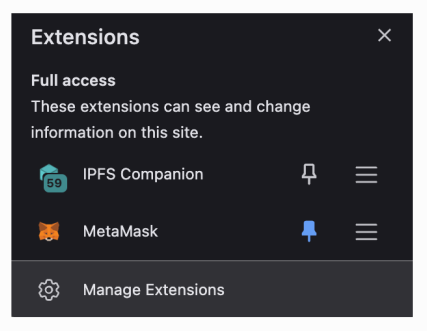 Extensions
Full access
These extensions can see and change
information on this site.
59
IPFS Companion
MetaMask
Manage Extensions